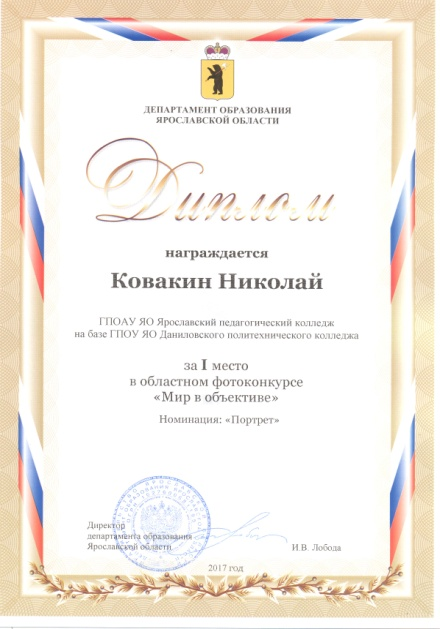 ДЕПАРТАМЕНТ ОБРАЗОВАНИЯ
ЯРОСЛАВСКОЙ ОБЛАСТИ
Диплом
награждается
Ковакин Николай
ГПОАУ ЯО Ярославский педагогический колледж
на базе ГПОУ ЯО Даниловского политехнического колледжа
за I место
в областном фотоконкурсе
«Мир в объективе»
Номинация: «Портрет»
Директор
департамента образования
Ярославской области
И.В. Лобода
2017 год